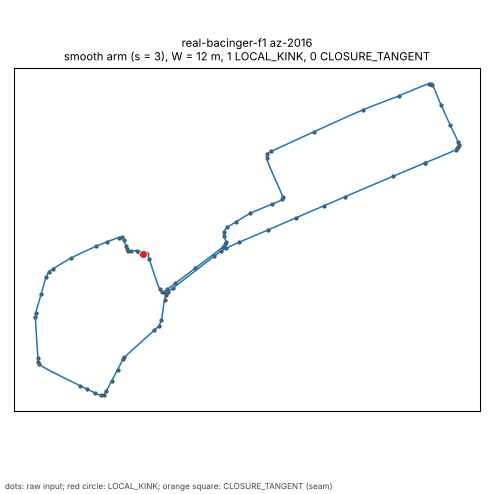 real-bacinger-f1 az-2016
smooth arm (s = 3), W = 12 m, 1 LOCAL_KINK, 0 CLOSURE_TANGENT
dots: raw input; red circle: LOCAL_KINK; orange square: CLOSURE_TANGENT (seam)